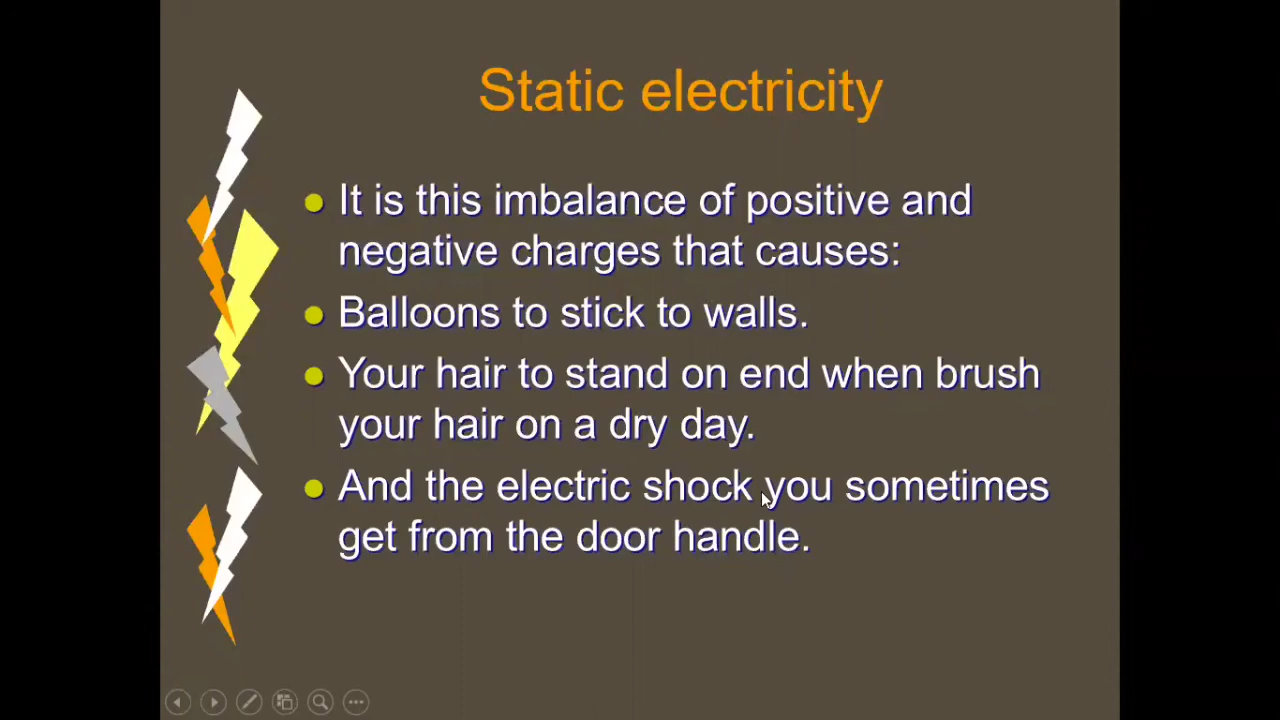 Static electricity
It is this imbalance of positive and
negative charges that causes:
Balloons to stick to walls.
Your hair to stand on end when brush
your hair on a dry day.
And the electric shock you sometimes
get from the door handle.